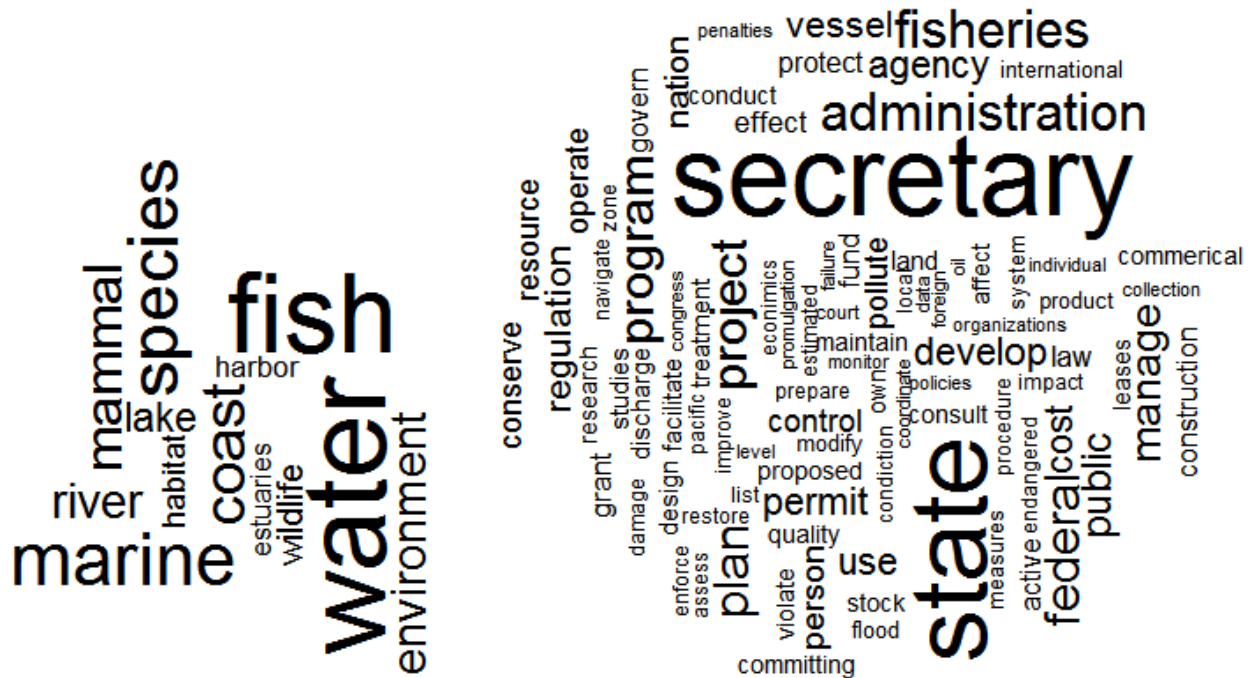 species
mammal
fish
harbor
lake
coast
habitat
river
estuaries
wildlife
water
environment
marine
penalties
vessel
fisheries
nation
protect
agency
international
conduct
effect
administration
govern
secretary
operate
resource
zone
program
navigate
regulation
conserve
project
congress
treatment
pacific
facilitate
design
discharge
studies
research
grant
damage
econimics
promulgation
estimated
failure
fund
pollute
land
local
data
foreign
oil
affect
system
individual
commerical
product
collection
court
organizations
maintain
monitor
develop
law
manage
leases
construction
prepare
own
coordinate
policies
impact
control
consult
modify
procedure
improve
level
proposed
condiction
state
federal
cost
public
endangered
active
measures
list
permit
restore
quality
plan
enforce
assess
person
use
violate
stock
flood
committing